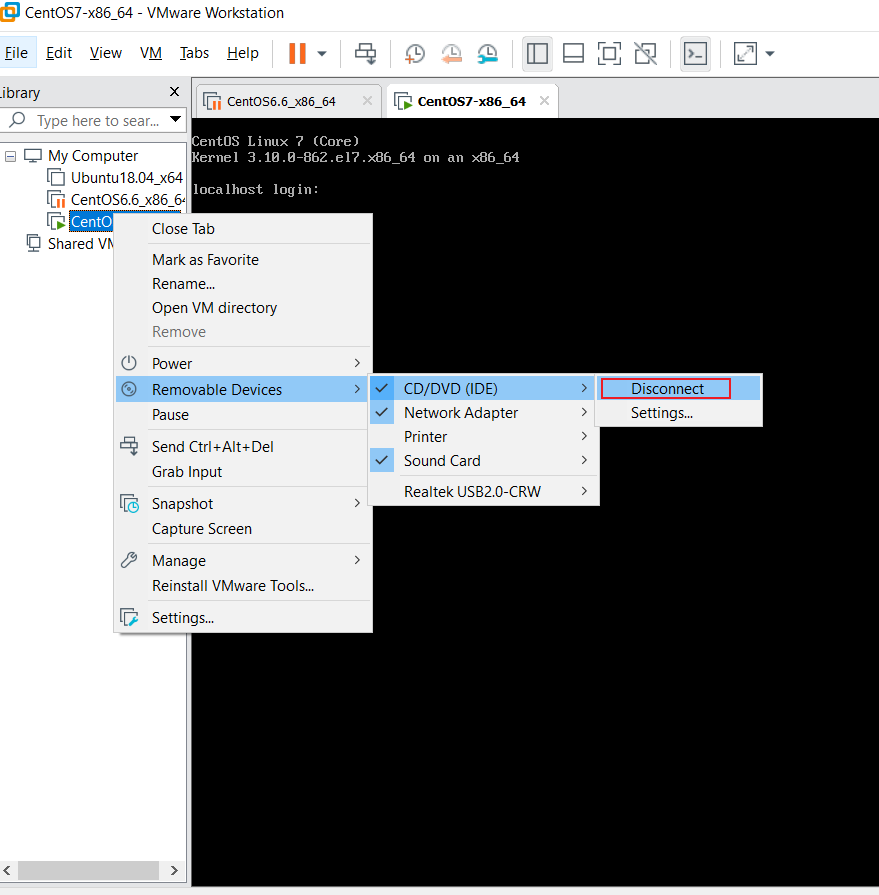 CentOS7-x86_64 - VMware Workstation
File Edit View VM Tabs Help
Library
Type here to sear...
My Computer
Ubuntu18.04_x64
CentOS6.6_x86_64
CentO
Shared VM
CentOS6.6_x86_64
CentOS7-x86_64
CentOS Linux 7 (Core)
Kernel 3.10.0-862.el7.x86_64 on an x86_64
localhost login:
Close Tab
Mark as Favorite
Rename...
Open VM directory
Remove
Power
Removable Devices
Pause
Send Ctrl+Alt+Del
Grab Input
Snapshot
Capture Screen
Manage
Reinstall VMware Tools...
Settings...
CD/DVD (IDE)
Network Adapter
Printer
Sound Card
Realtek USB2.0-CRW
Disconnect
Settings...